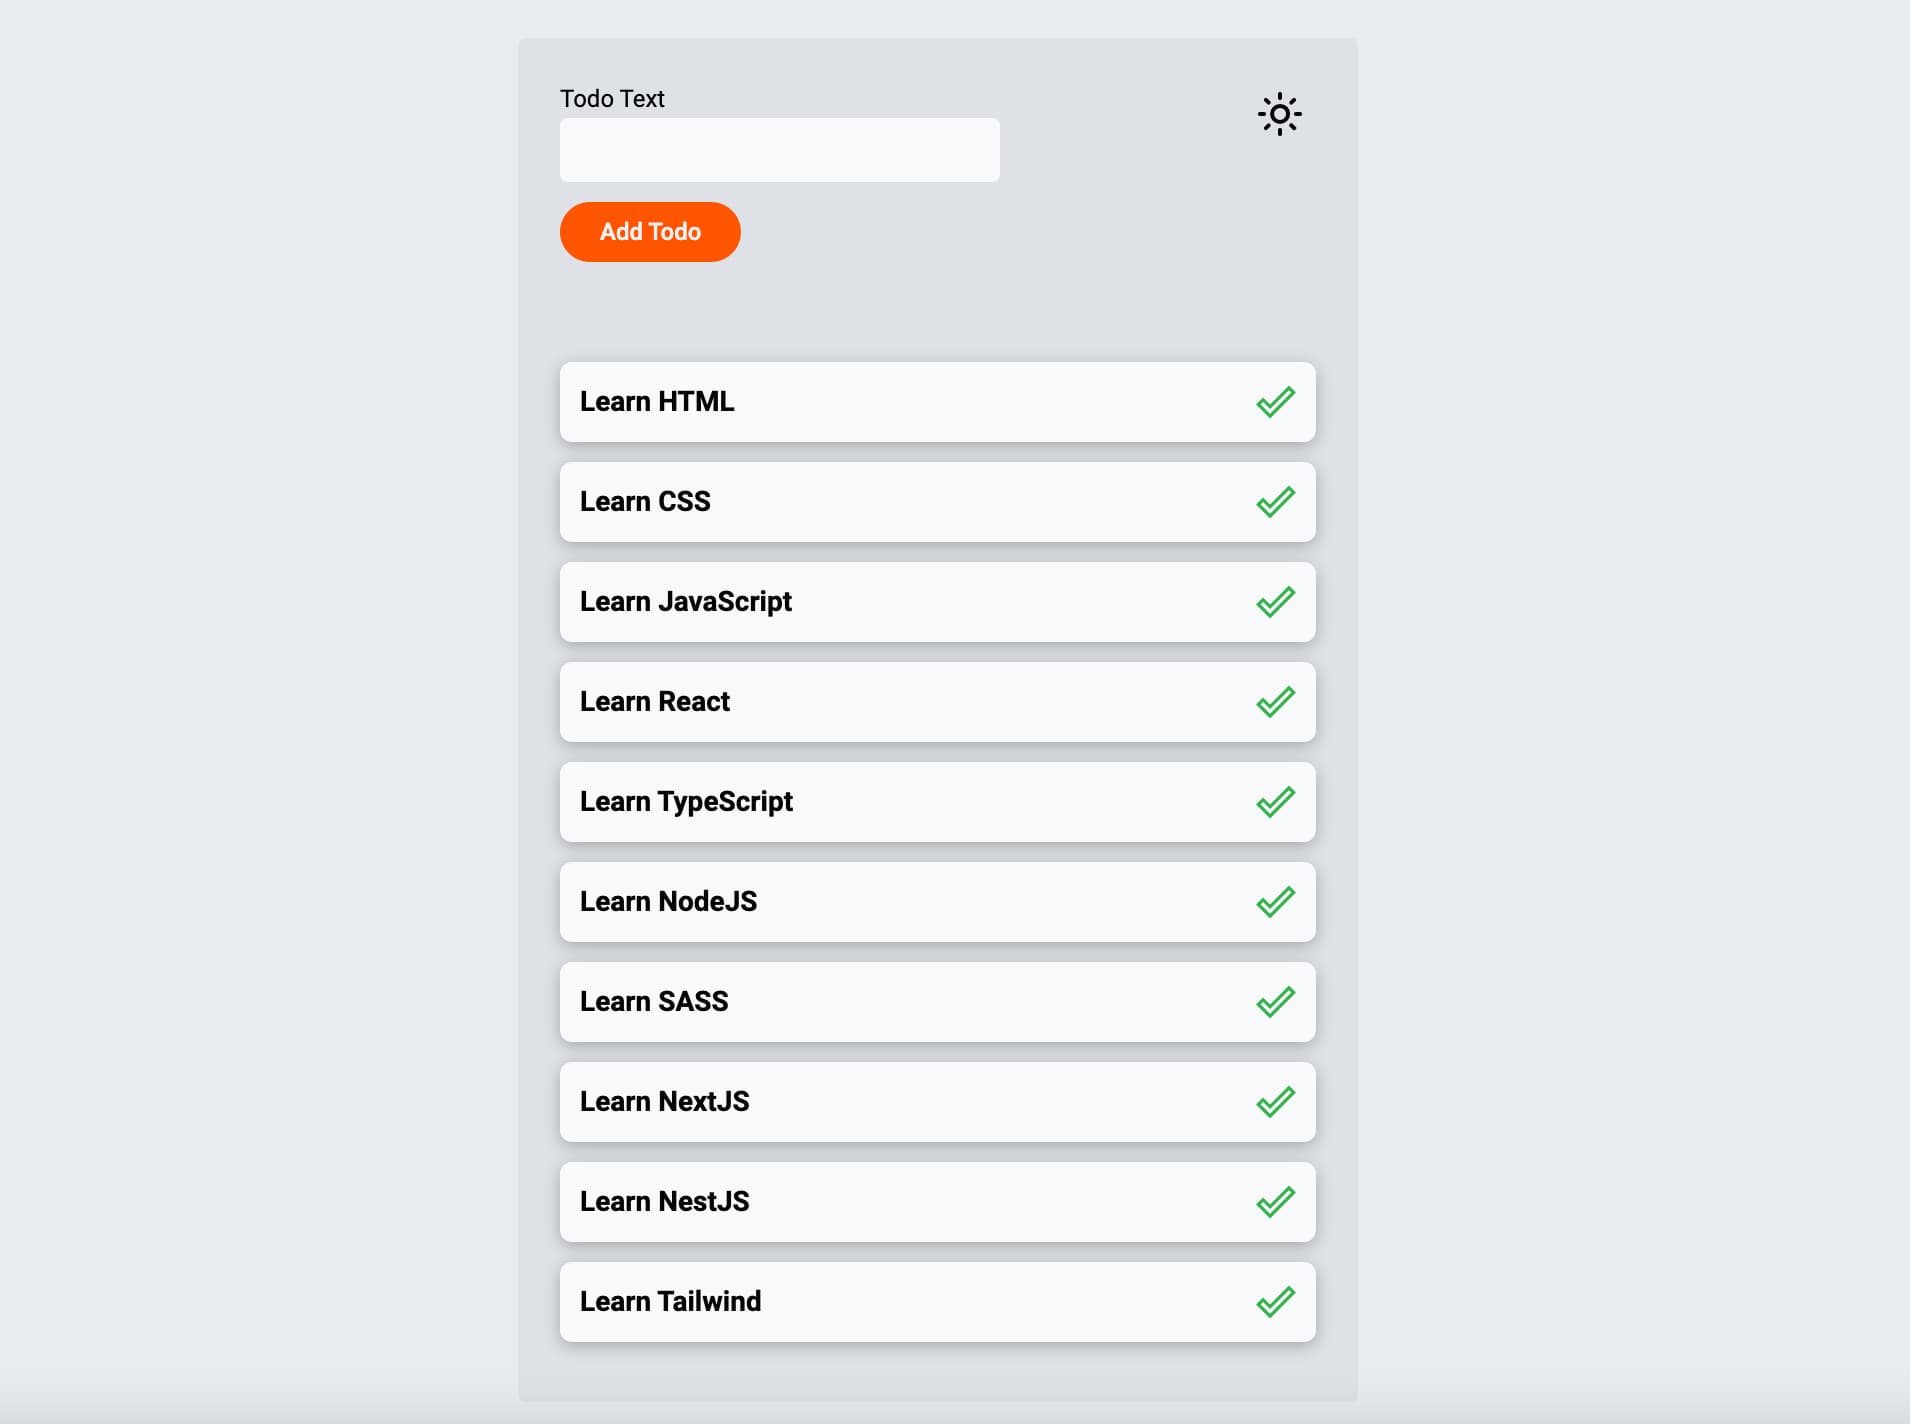 Todo Text
Add Todo
Learn HTML
Learn CSS
Learn JavaScript
Learn React
Learn TypeScript
Learn NodeJS
Learn SASS
Learn NextJS
Learn NestJS
Learn Tailwind